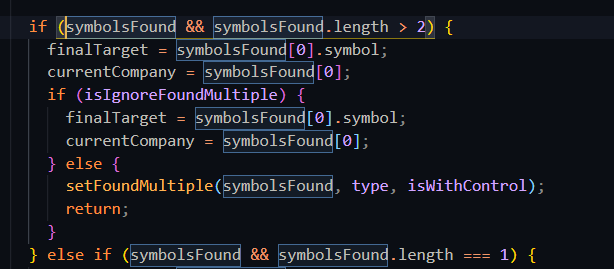 if (symbolsFound && symbolsFound.length > 2) {
finalTarget = symbolsFound[0].symbol;
currentCompany = symbolsFound[0];
if (isIgnoreFoundMultiple) {
finalTarget = symbolsFound[0].symbol;
currentCompany = symbolsFound[0];
} else {
setFoundMultiple(symbolsFound, type, isWithControl);
return;
}
} else if (symbolsFound && symbolsFound.length === 1) {